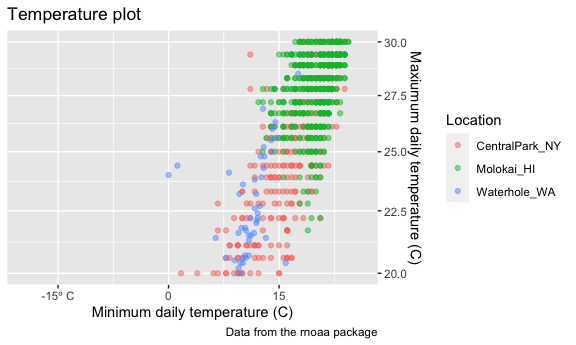 Temperature plot
30.0
27.5
25.0
22.5
20.0
Maxiumum daily temperature (C)
-15º C
0
15
Minimum daily temperature (C)
Data from the moaa package
Location
CentralPark_NY
Molokai_HI
Waterhole_WA